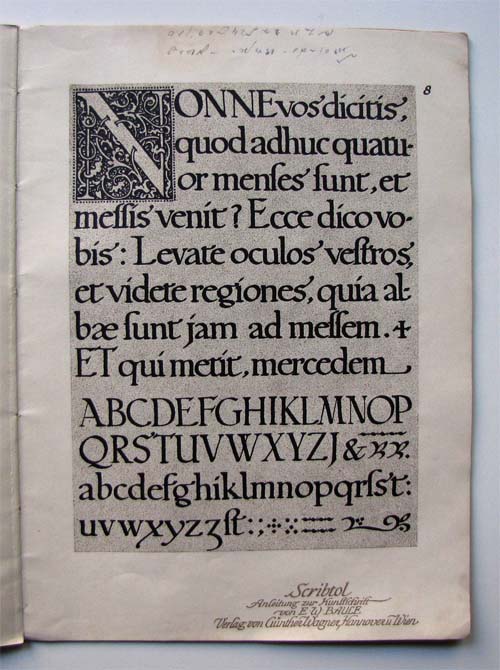 8
NONNE vos dicitis,
quod adhuc quatu-
or menſes ſunt, et
meſſis venit? Ecce dico vo-
bis: Levate oculos veſtros,
et videte regiones, quia al-
bæ ſunt jam ad meſſem.
ET qui metit, mercedem
ABCDEFGHIKLMNOP
QRSTUVWXYZJ & R R.
abcdefghiklmnopqrſst:
uvwxyzʒſt:;
Scribtol
Anleitung zur Kunſtſchrift
von E. W. BAULE
Verlag von Günther Wagner, Hannover u Wien